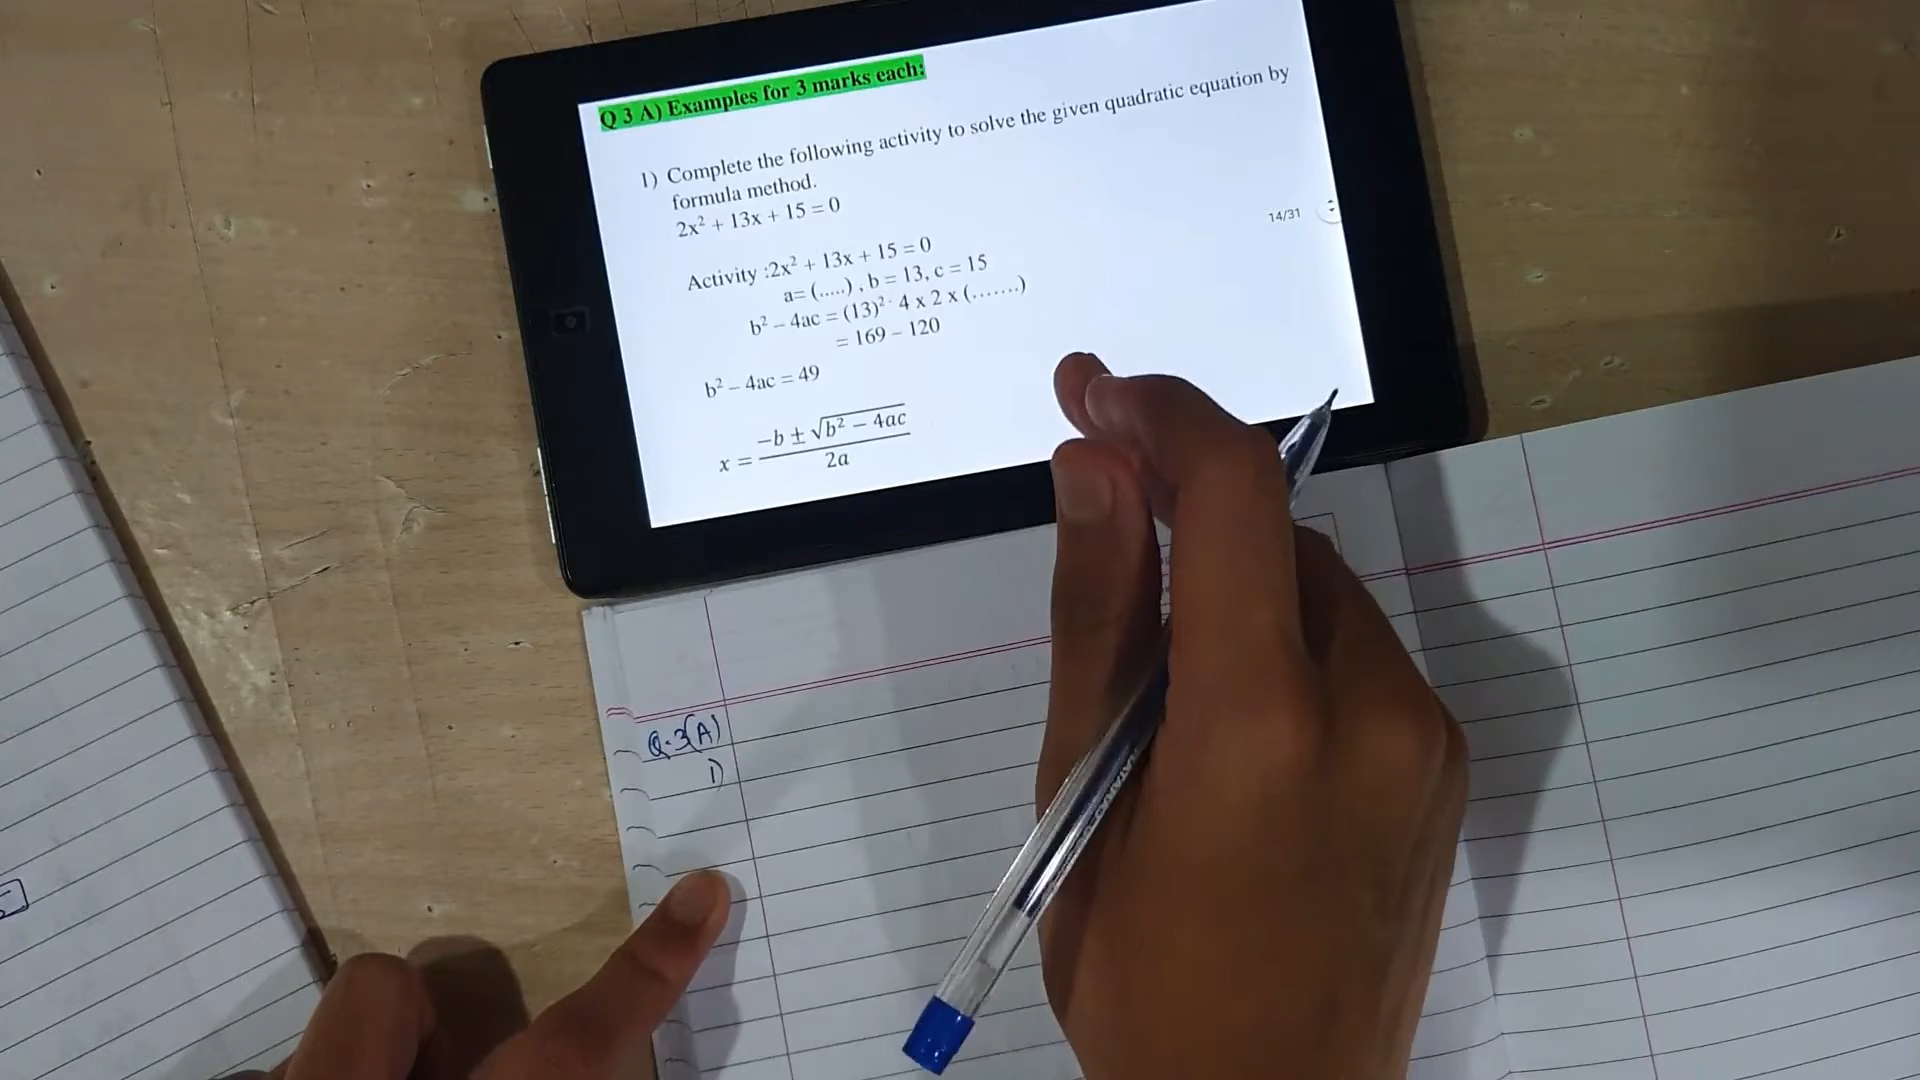 Q 3 A) Examples for 3 marks each:
1) Complete the following activity to solve the given quadratic equation by
formula method.
2x² + 13x + 15 = 0
14/31
Activity :2x² + 13x + 15 = 0
a= (.....) , b = 13, c = 15
b² – 4ac = (13)²- 4 x 2 x (.......)
= 169 – 120
b² – 4ac = 49
x = −b ± √b² − 4ac / 2a
Q.3(A)
1)